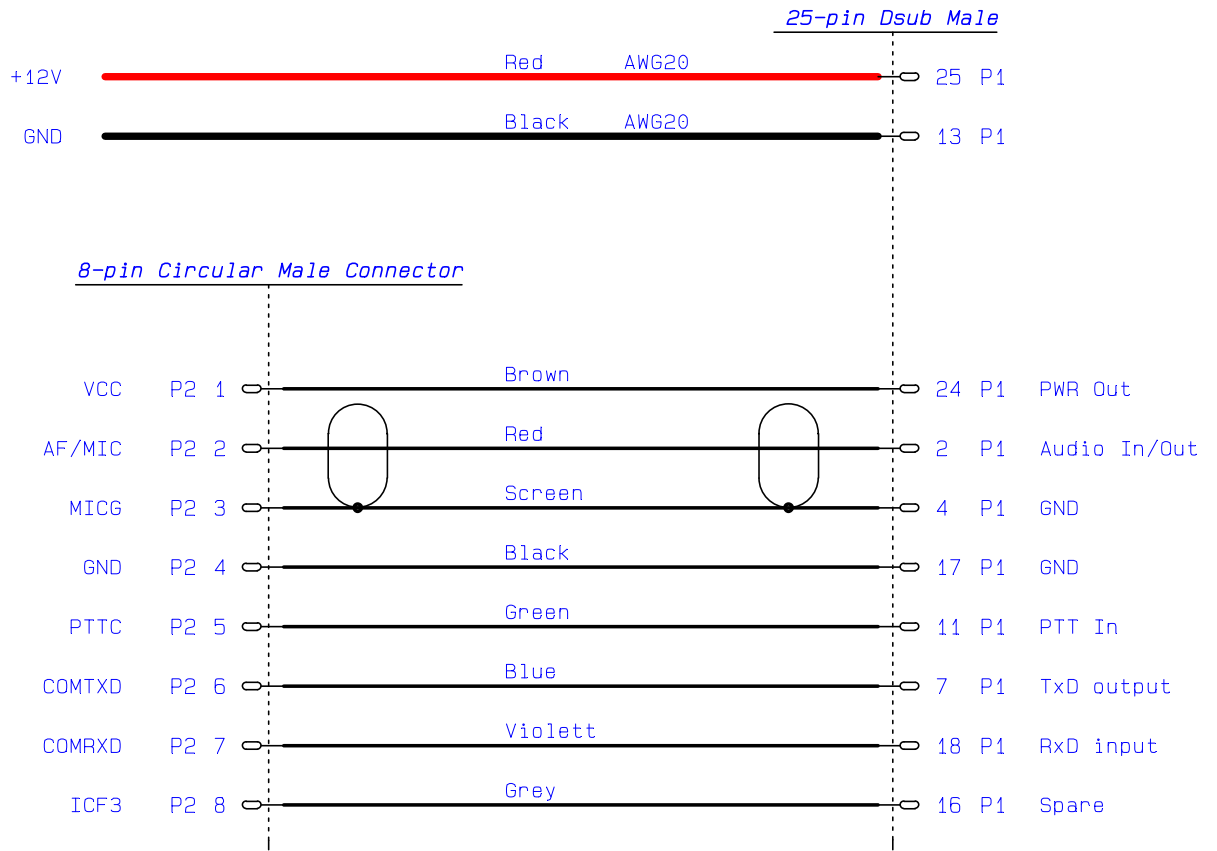 25-pin Dsub Male
Red AWG20
+12V 25 P1
Black AWG20
GND 13 P1
8-pin Circular Male Connector
Brown
VCC P2 1 24 P1 PWR Out
Red
AF/MIC P2 2 2 P1 Audio In/Out
Screen
MICG P2 3 4 P1 GND
Black
GND P2 4 17 P1 GND
Green
PTTC P2 5 11 P1 PTT In
Blue
COMTXD P2 6 7 P1 TxD output
Violett
COMRXD P2 7 18 P1 RxD input
Grey
ICF3 P2 8 16 P1 Spare